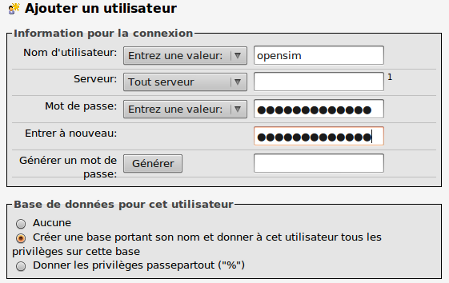 Ajouter un utilisateur
Information pour la connexion
Nom d'utilisateur: Entrez une valeur: opensim
Serveur: Tout serveur 1
Mot de passe: Entrez une valeur: ●●●●●●●●●●●●●
Entrer à nouveau: ●●●●●●●●●●●●●
Générer un mot de
passe: Générer
Base de données pour cet utilisateur
Aucune
Créer une base portant son nom et donner à cet utilisateur tous les
privilèges sur cette base
Donner les privilèges passepartout ("%")